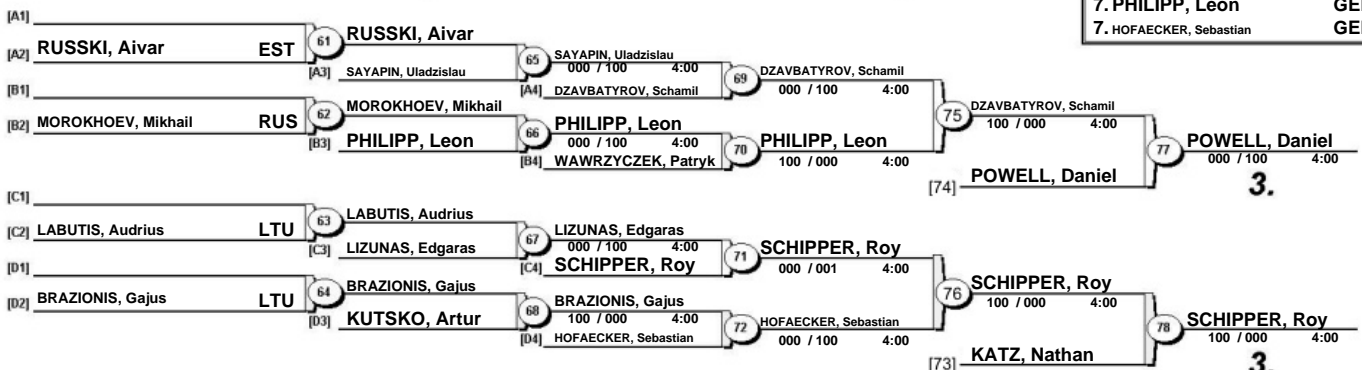 7. PHILIPP, Leon
7. HOFAECKER, Sebastian GE
[A1]
[A2] RUSSKI, Aivar EST
61
RUSSKI, Aivar
[A3] SAYAPIN, Uladzislau
65
SAYAPIN, Uladzislau
000 / 100 4:00
[A4] DZAVBATYROV, Schamil
69
DZAVBATYROV, Schamil
000 / 100 4:00
[B1]
[B2] MOROKHOEV, Mikhail RUS
62
MOROKHOEV, Mikhail
[B3] PHILIPP, Leon
66
PHILIPP, Leon
000 / 100 4:00
[B4] WAWRZYCZEK, Patryk
70
PHILIPP, Leon
100 / 000 4:00
75
DZAVBATYROV, Schamil
100 / 000 4:00
[74] POWELL, Daniel
77
POWELL, Daniel
000 / 100 4:00
3.
[C1]
[C2] LABUTIS, Audrius LTU
63
LABUTIS, Audrius
[C3] LIZUNAS, Edgaras
67
LIZUNAS, Edgaras
000 / 100 4:00
[C4] SCHIPPER, Roy
71
SCHIPPER, Roy
000 / 001 4:00
[D1]
[D2] BRAZIONIS, Gajus LTU
64
BRAZIONIS, Gajus
[D3] KUTSKO, Artur
68
BRAZIONIS, Gajus
100 / 000 4:00
[D4] HOFAECKER, Sebastian
72
HOFAECKER, Sebastian
000 / 100 4:00
76
SCHIPPER, Roy
100 / 000 4:00
[73] KATZ, Nathan
78
SCHIPPER, Roy
100 / 000 4:00
3.